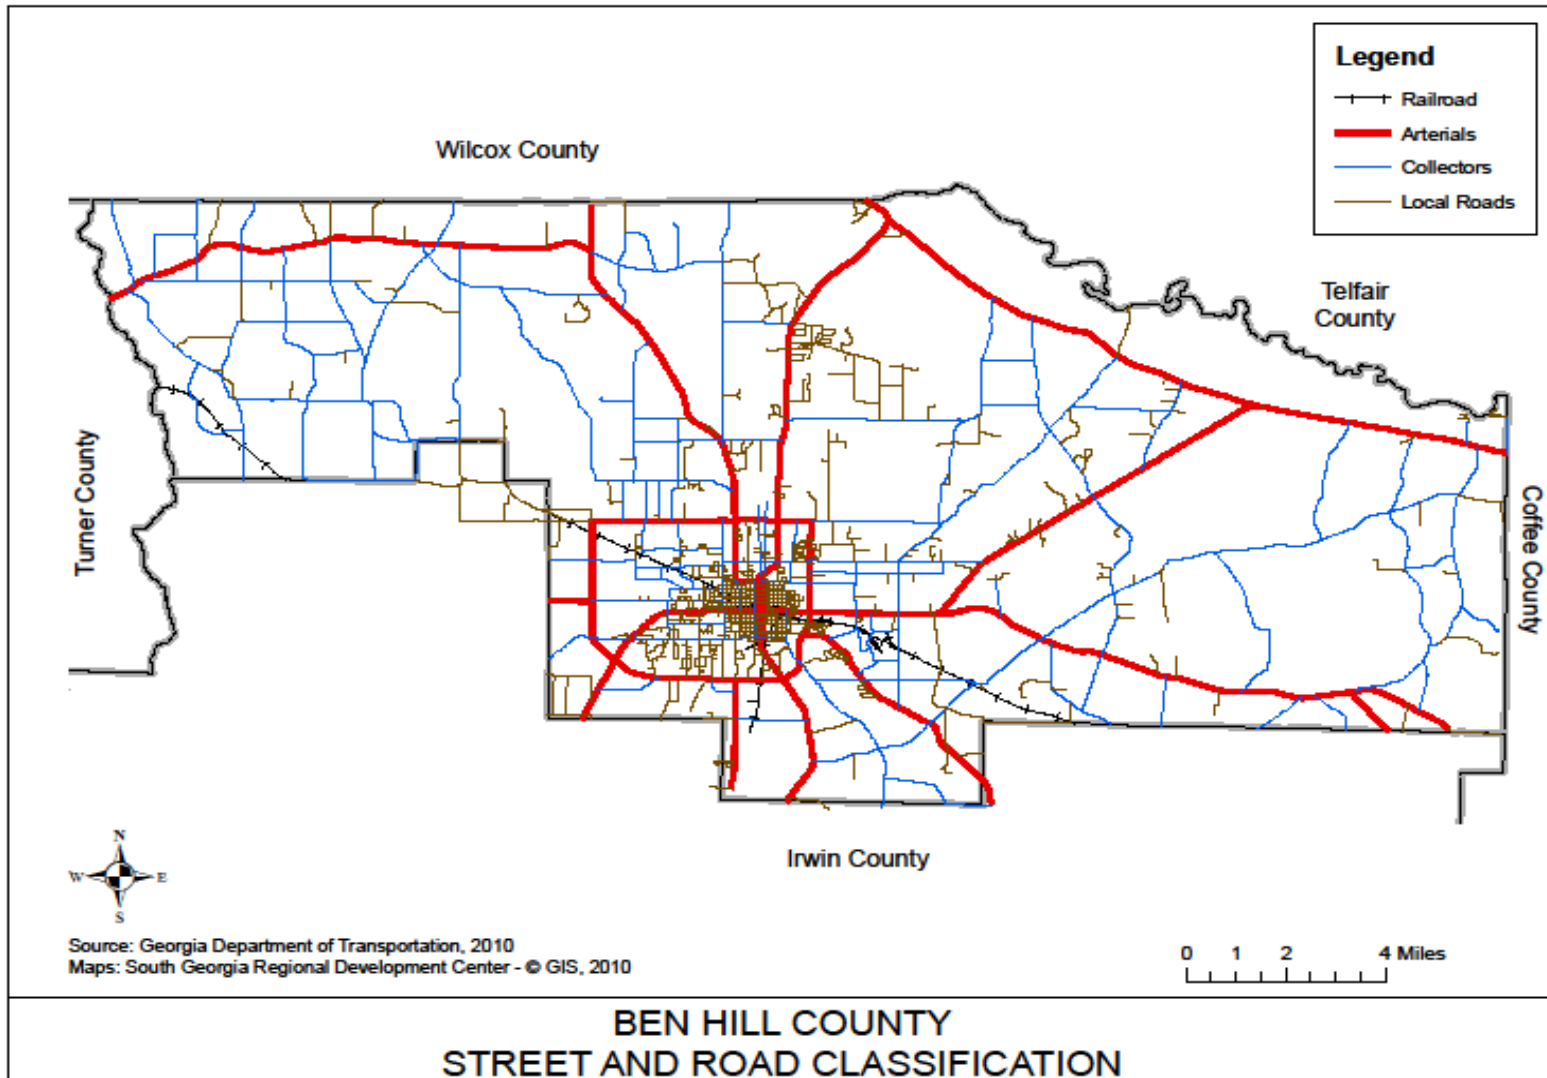 Legend
Railroad
Arterials
Collectors
Local Roads
Wilcox County
Telfair
County
Turner County
Coffee County
Irwin County
N
W E
S
Source: Georgia Department of Transportation, 2010
Maps: South Georgia Regional Development Center - © GIS, 2010
0 1 2 4 Miles
BEN HILL COUNTY
STREET AND ROAD CLASSIFICATION